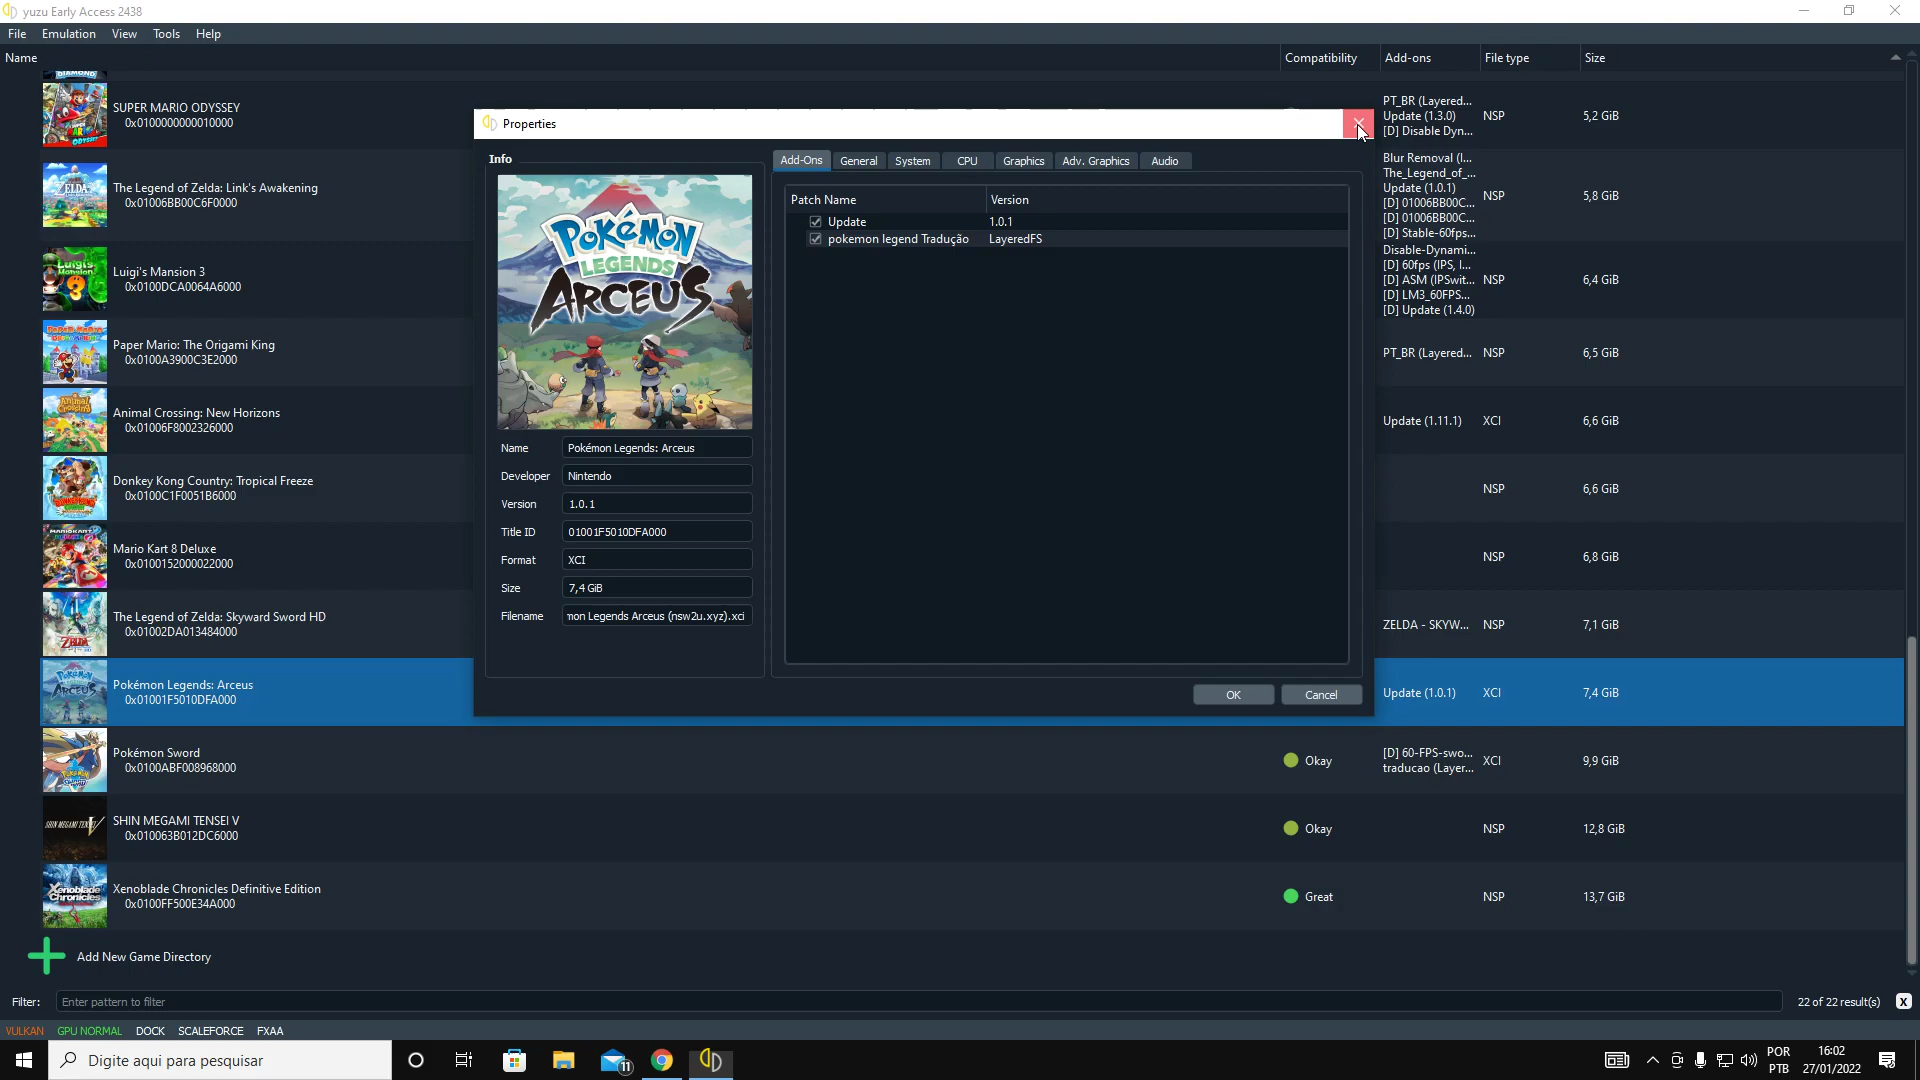 yuzu Early Access 2438
File Emulation View Tools Help
Name Compatibility Add-ons File type Size
DIAMOND
SUPER MARIO ODYSSEY
0x0100000000010000
PT_BR (Layered...
Update (1.3.0)
[D] Disable Dyn...
NSP
5,2 GiB
The Legend of Zelda: Link's Awakening
0x01006BB00C6F0000
Blur Removal (I...
The_Legend_of_...
Update (1.0.1)
[D] 01006BB00C...
[D] 01006BB00C...
[D] Stable-60fps...
NSP
5,8 GiB
Luigi's Mansion 3
0x0100DCA0064A6000
Disable-Dynami...
[D] 60fps (IPS, I...
[D] ASM (IPSwit...
[D] LM3_60FPS...
[D] Update (1.4.0)
NSP
6,4 GiB
Paper Mario: The Origami King
0x0100A3900C3E2000
PT_BR (Layered...
NSP
6,5 GiB
Animal Crossing: New Horizons
0x01006F8002326000
Update (1.11.1)
XCI
6,6 GiB
Donkey Kong Country: Tropical Freeze
0x0100C1F0051B6000
NSP
6,6 GiB
Mario Kart 8 Deluxe
0x0100152000022000
NSP
6,8 GiB
The Legend of Zelda: Skyward Sword HD
0x01002DA013484000
ZELDA - SKYW...
NSP
7,1 GiB
Pokémon Legends: Arceus
0x01001F5010DFA000
Update (1.0.1)
XCI
7,4 GiB
Pokémon Sword
0x0100ABF008968000
Okay
[D] 60-FPS-swo...
traducao (Layer...
XCI
9,9 GiB
SHIN MEGAMI TENSEI V
0x010063B012DC6000
Okay
NSP
12,8 GiB
Xenoblade Chronicles Definitive Edition
0x0100FF500E34A000
Great
NSP
13,7 GiB
Add New Game Directory
Properties
Info
POKéMON
LEGENDS
ARCEUS
Name Pokémon Legends: Arceus
Developer Nintendo
Version 1.0.1
Title ID 01001F5010DFA000
Format XCI
Size 7,4 GiB
Filename mon Legends Arceus (nsw2u.xyz).xci
Add-Ons General System CPU Graphics Adv. Graphics Audio
Patch Name Version
Update 1.0.1
pokemon legend Tradução LayeredFS
OK Cancel
Filter: Enter pattern to filter 22 of 22 result(s) X
VULKAN GPU NORMAL DOCK SCALEFORCE FXAA
Digite aqui para pesquisar
11
POR
PTB
16:02
27/01/2022